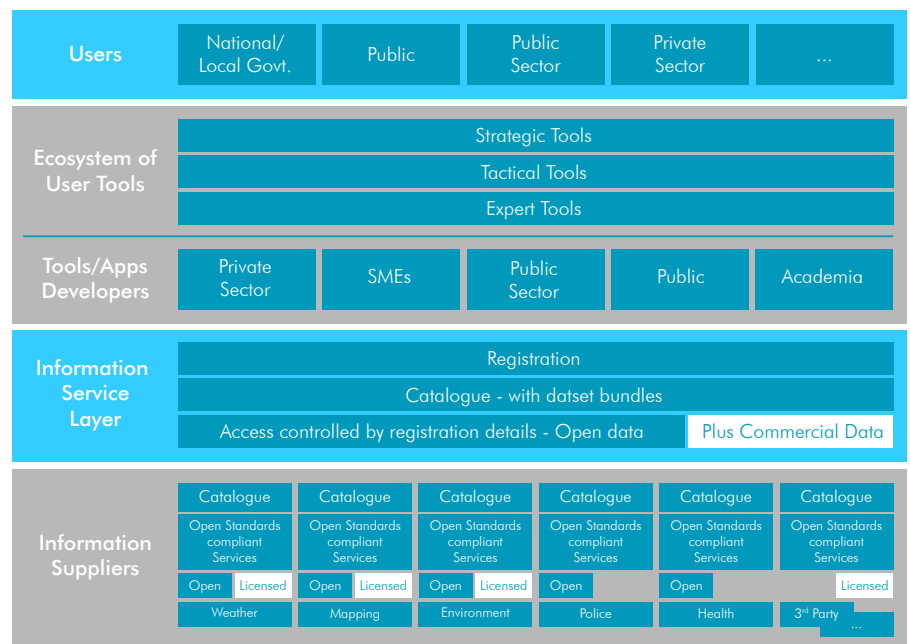 Users
National/
Local Govt.
Public
Public
Sector
Private
Sector
...
Ecosystem of
User Tools
Strategic Tools
Tactical Tools
Expert Tools
Tools/Apps
Developers
Private
Sector
SMEs
Public
Sector
Public
Academia
Information
Service
Layer
Registration
Catalogue - with datset bundles
Access controlled by registration details - Open data
Plus Commercial Data
Information
Suppliers
Catalogue
Catalogue
Catalogue
Catalogue
Catalogue
Catalogue
Open Standards
compliant
Services
Open Standards
compliant
Services
Open Standards
compliant
Services
Open Standards
compliant
Services
Open Standards
compliant
Services
Open Standards
compliant
Services
Open
Licensed
Open
Licensed
Open
Licensed
Open
Open
Licensed
Weather
Mapping
Environment
Police
Health
3rd Party
...